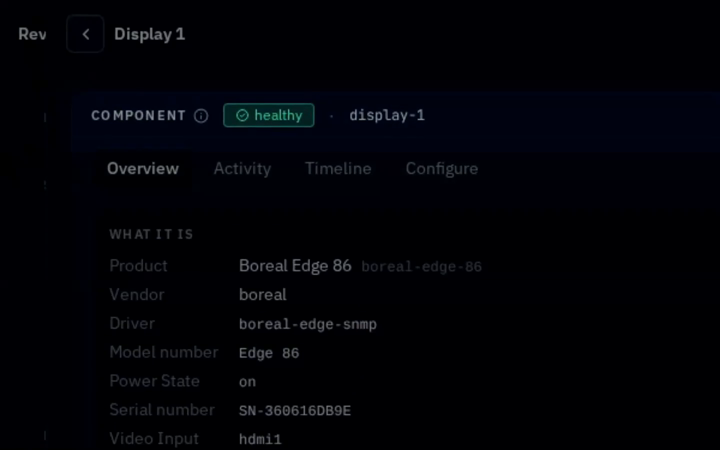 Rev
Display 1
COMPONENT healthy · display-1
Overview Activity Timeline Configure
WHAT IT IS
Product Boreal Edge 86 boreal-edge-86
Vendor boreal
Driver boreal-edge-snmp
Model number Edge 86
Power State on
Serial number SN-360616DB9E
Video Input hdmi1